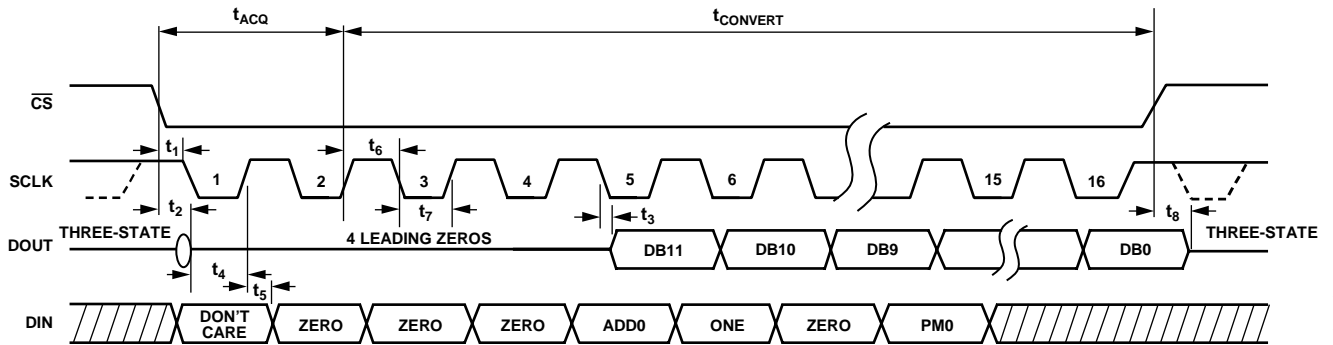 tACQ tCONVERT
CS
t1 t6
SCLK 1 2 3 4 5 6 15 16
t2 t7 t3 t8
THREE-STATE 4 LEADING ZEROS THREE-STATE
DOUT DB11 DB10 DB9 DB0
t4 t5
DIN DON'T CARE ZERO ZERO ZERO ADD0 ONE ZERO PM0